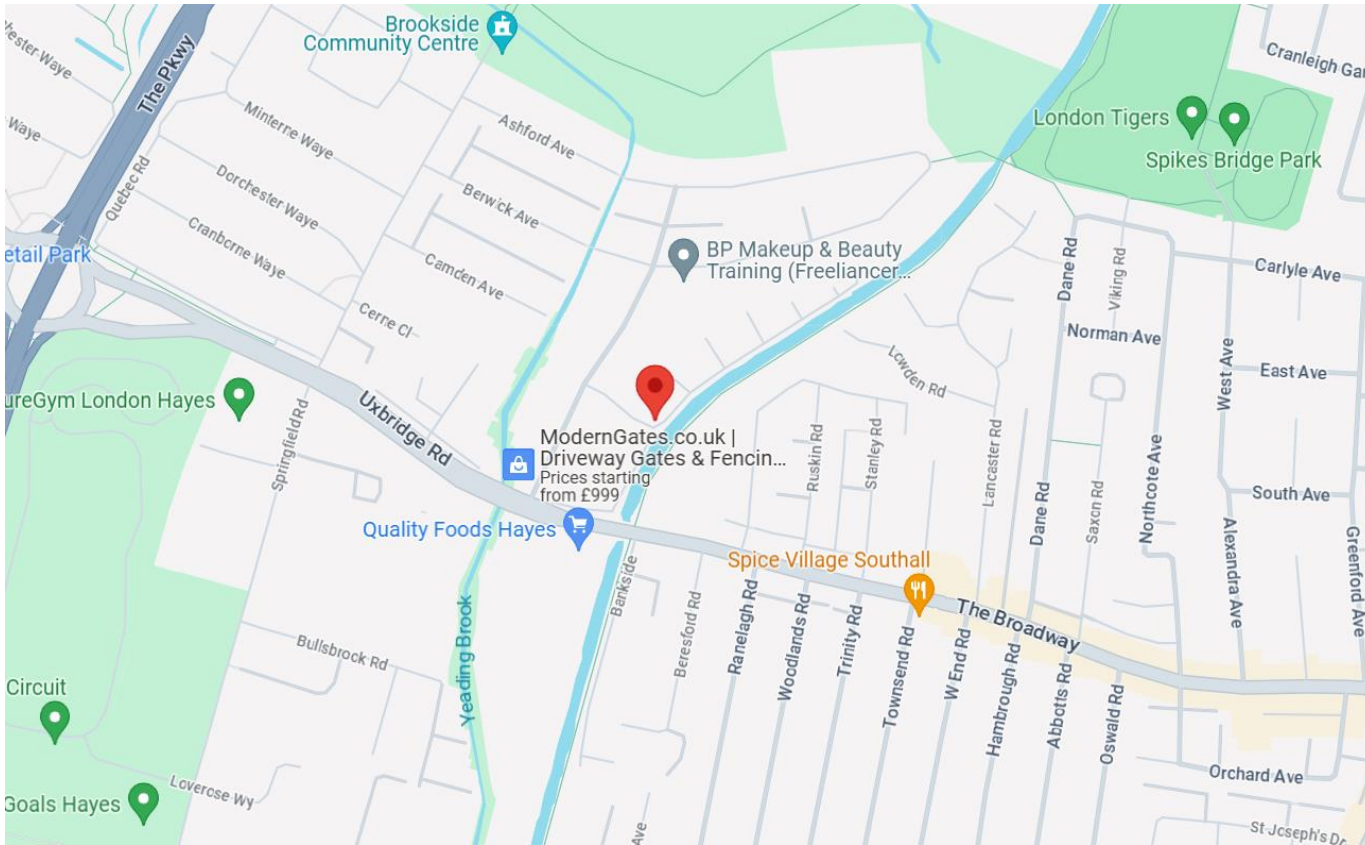 Brookside
Community Centre
Cranleigh Gar
chester Waye
The Pkwy
Waye
Minterne Waye
Ashford Ave
London Tigers
Spikes Bridge Park
Quebec Rd
Dorchester Waye
Berwick Ave
Cranborne Waye
etail Park
Camden Ave
BP Makeup & Beauty
Training (Freeliancer...
Dane Rd
Viking Rd
Carlyle Ave
Cerne Cl
Norman Ave
Lowden Rd
West Ave
East Ave
ureGym London Hayes
Uxbridge Rd
Springfield Rd
ModernGates.co.uk |
Driveway Gates & Fencin...
Prices starting
from £999
Ruskin Rd
Stanley Rd
Lancaster Rd
Dane Rd
Saxon Rd
Northcote Ave
South Ave
Alexandra Ave
Greenford Ave
Quality Foods Hayes
Spice Village Southall
The Broadway
Yeading Brook
Bankside
Beresford Rd
Ranelagh Rd
Woodlands Rd
Trinity Rd
Townsend Rd
W End Rd
Hambrough Rd
Abbotts Rd
Oswald Rd
Bullsbrock Rd
Circuit
Orchard Ave
Loverose Wy
Goals Hayes
Ave
St Joseph's Dr